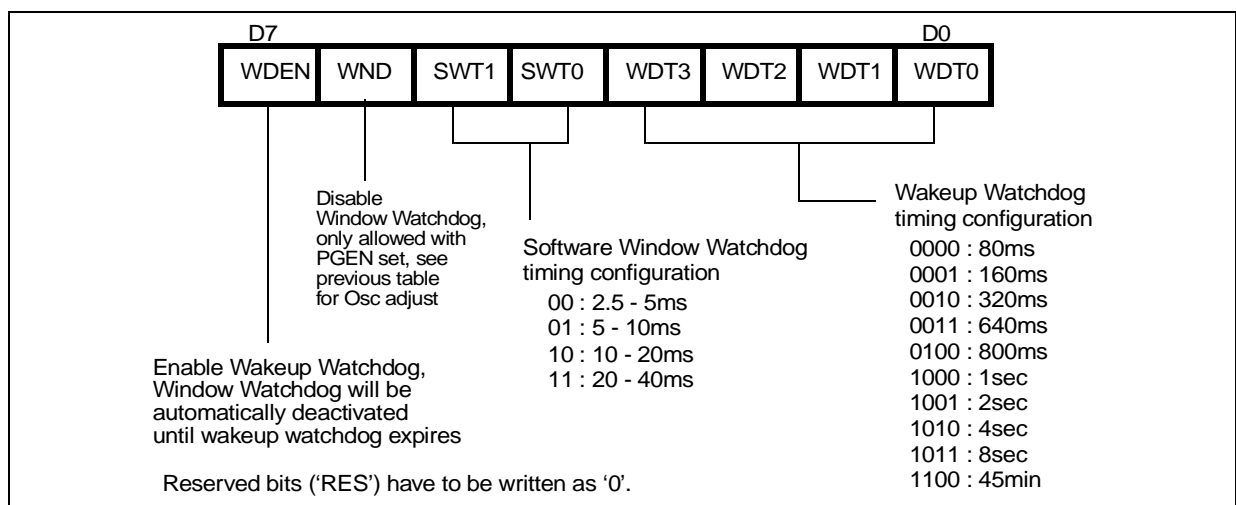 D7 D0
WDEN WND SWT1 SWT0 WDT3 WDT2 WDT1 WDT0
Disable
Window Watchdog,
only allowed with
PGEN set, see
previous table
for Osc adjust
Enable Wakeup Watchdog,
Window Watchdog will be
automatically deactivated
until wakeup watchdog expires
Software Window Watchdog
timing configuration
00 : 2.5 - 5ms
01 : 5 - 10ms
10 : 10 - 20ms
11 : 20 - 40ms
Wakeup Watchdog
timing configuration
0000 : 80ms
0001 : 160ms
0010 : 320ms
0011 : 640ms
0100 : 800ms
1000 : 1sec
1001 : 2sec
1010 : 4sec
1011 : 8sec
1100 : 45min
Reserved bits (‘RES’) have to be written as ‘0’.